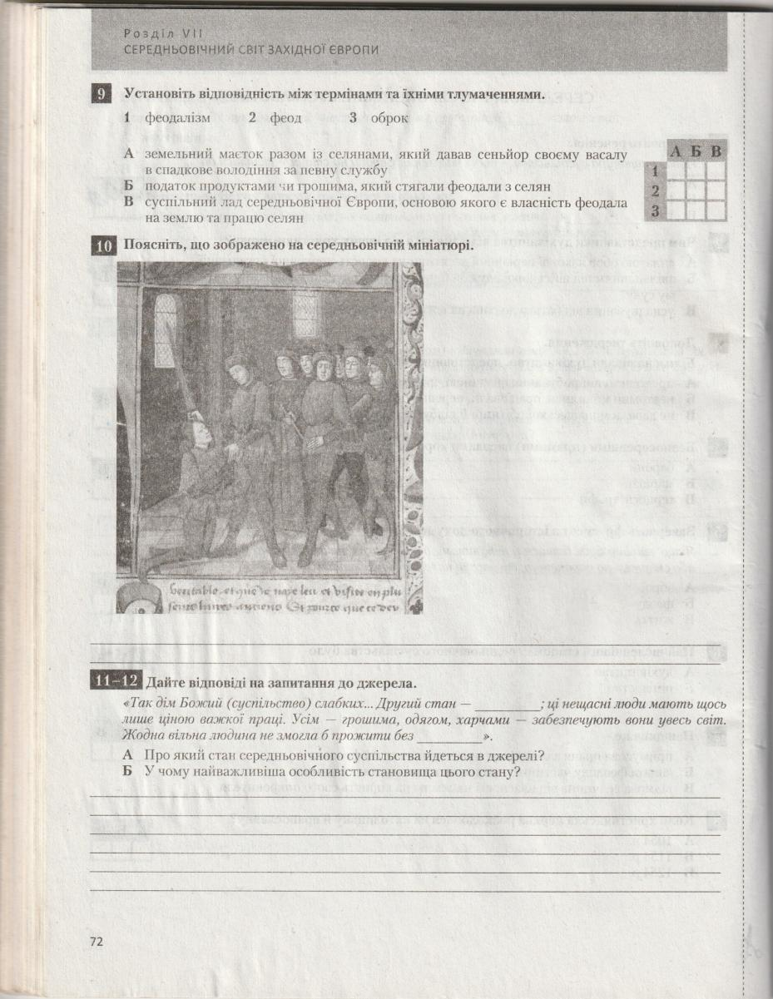 Розділ VII
СЕРЕДНЬОВІЧНИЙ СВІТ ЗАХІДНОЇ ЄВРОПИ
9 Установіть відповідність між термінами та їхніми тлумаченнями.
1 феодалізм 2 феод 3 оброк
А земельний маєток разом із селянами, який давав сеньйор своєму васалу
в спадкове володіння за певну службу
Б податок продуктами чи грошима, який стягали феодали з селян
В суспільний лад середньовічної Європи, основою якого є власність феодала
на землю та працю селян
А Б В
1
2
3
10 Поясніть, що зображено на середньовічній мініатюрі.
11–12 Дайте відповіді на запитання до джерела.
«Так дім Божий (суспільство) слабких... Другий стан — __________; ці нещасні люди мають щось
лише ціною важкої праці. Усім — грошима, одягом, харчами — забезпечують вони увесь світ.
Жодна вільна людина не змогла б прожити без __________».
А Про який стан середньовічного суспільства йдеться в джерелі?
Б У чому найважливіша особливість становища цього стану?
72